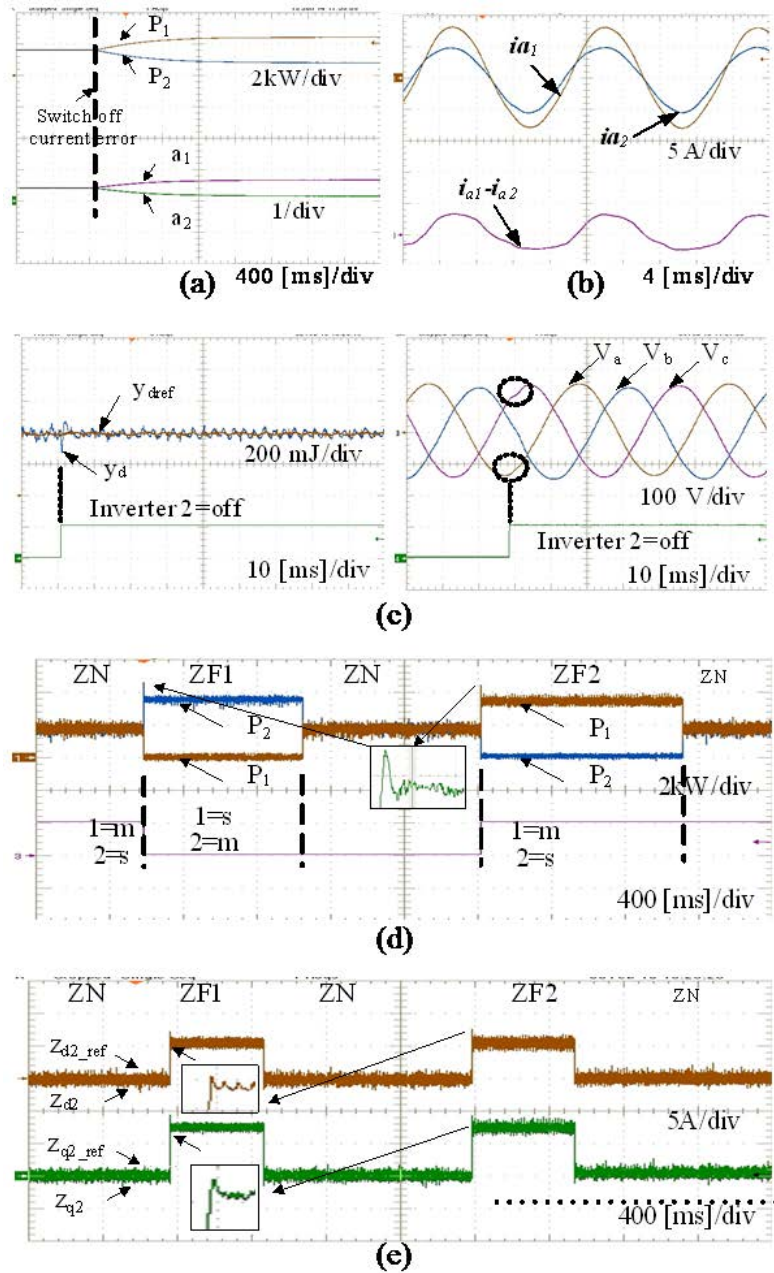 P1
P2
2kW/div
Switch off
current error
a1
a2
1/div
400 [ms]/div
(a)
ia1
ia2
5 A/div
ia1-ia2
4 [ms]/div
(b)
ydref
yd
200 mJ/div
Inverter 2=off
10 [ms]/div
Va Vb Vc
100 V/div
Inverter 2=off
10 [ms]/div
(c)
ZN ZF1 ZN ZF2 ZN
P2
P1
P1
P2
2kW/div
1=m
2=s
1=s
2=m
1=m
2=s
400 [ms]/div
(d)
ZN ZF1 ZN ZF2 ZN
Zd2_ref
Zd2
5A/div
Zq2_ref
Zq2
400 [ms]/div
(e)